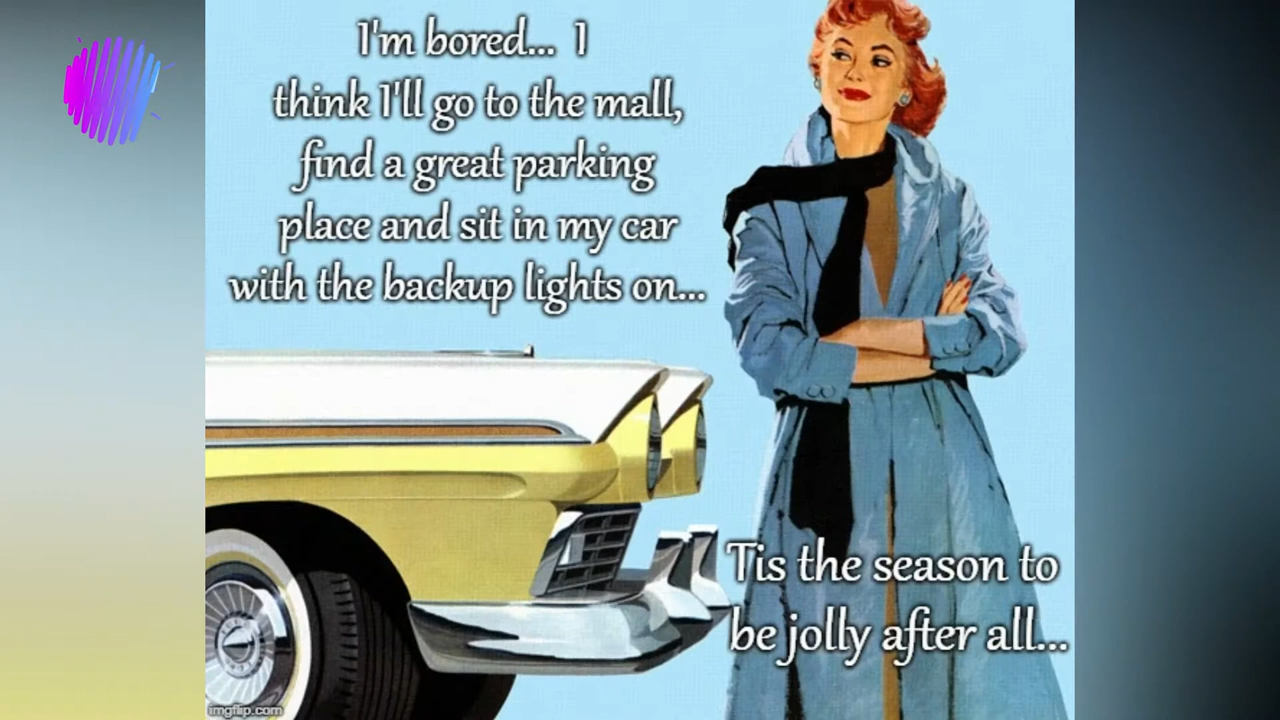 I'm bored... I
think I'll go to the mall,
find a great parking
place and sit in my car
with the backup lights on...
Tis the season to
be jolly after all...
imgflip.com